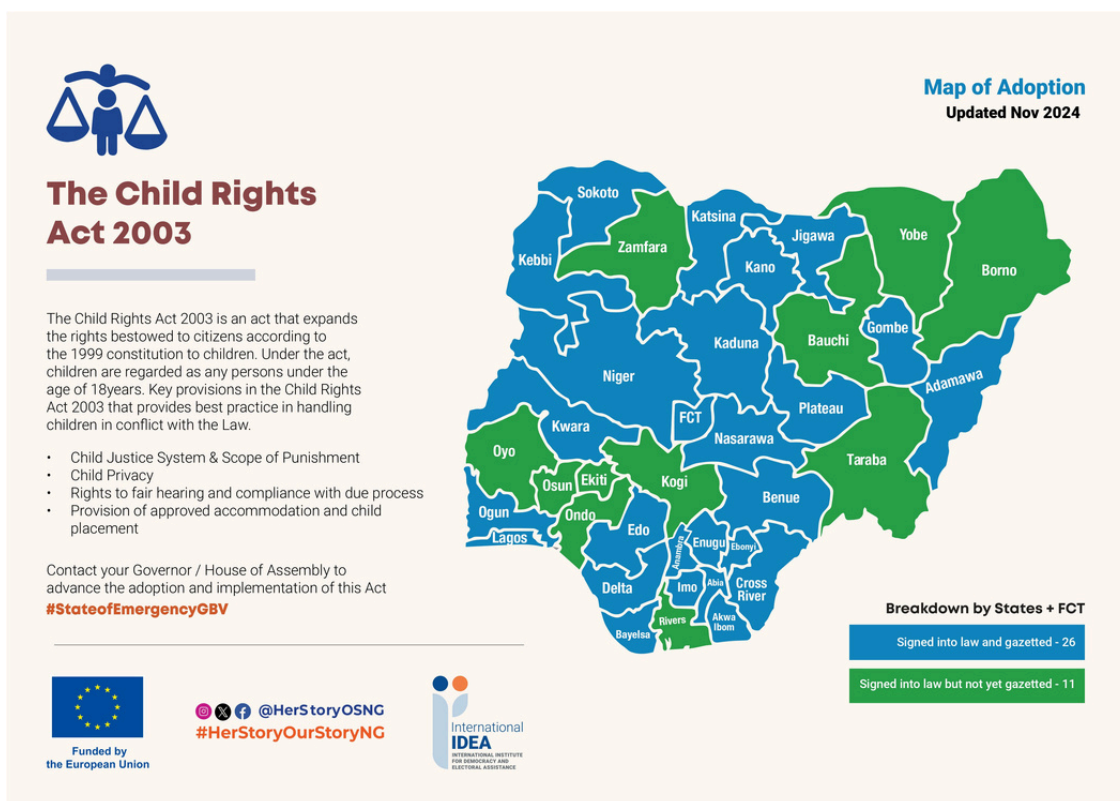 The Child Rights
Act 2003
The Child Rights Act 2003 is an act that expands
the rights bestowed to citizens according to
the 1999 constitution to children. Under the act,
children are regarded as any persons under the
age of 18years. Key provisions in the Child Rights
Act 2003 that provides best practice in handling
children in conflict with the Law.
• Child Justice System & Scope of Punishment
• Child Privacy
• Rights to fair hearing and compliance with due process
• Provision of approved accommodation and child
placement
Contact your Governor / House of Assembly to
advance the adoption and implementation of this Act
#StateofEmergencyGBV
Funded by
the European Union
@HerStoryOSNG
#HerStoryOurStoryNG
International
IDEA
INTERNATIONAL INSTITUTE
FOR DEMOCRACY AND
ELECTORAL ASSISTANCE
Map of Adoption
Updated Nov 2024
Sokoto
Katsina
Zamfara
Jigawa
Yobe
Kebbi
Kano
Borno
Kaduna
Bauchi
Gombe
Niger
Adamawa
Plateau
FCT
Kwara
Nasarawa
Oyo
Taraba
Osun
Ekiti
Kogi
Benue
Ogun
Ondo
Edo
Lagos
Anambra
Enugu
Ebonyi
Delta
Imo
Abia
Cross
River
Rivers
Akwa
Ibom
Bayelsa
Breakdown by States + FCT
Signed into law and gazetted - 26
Signed into law but not yet gazetted - 11